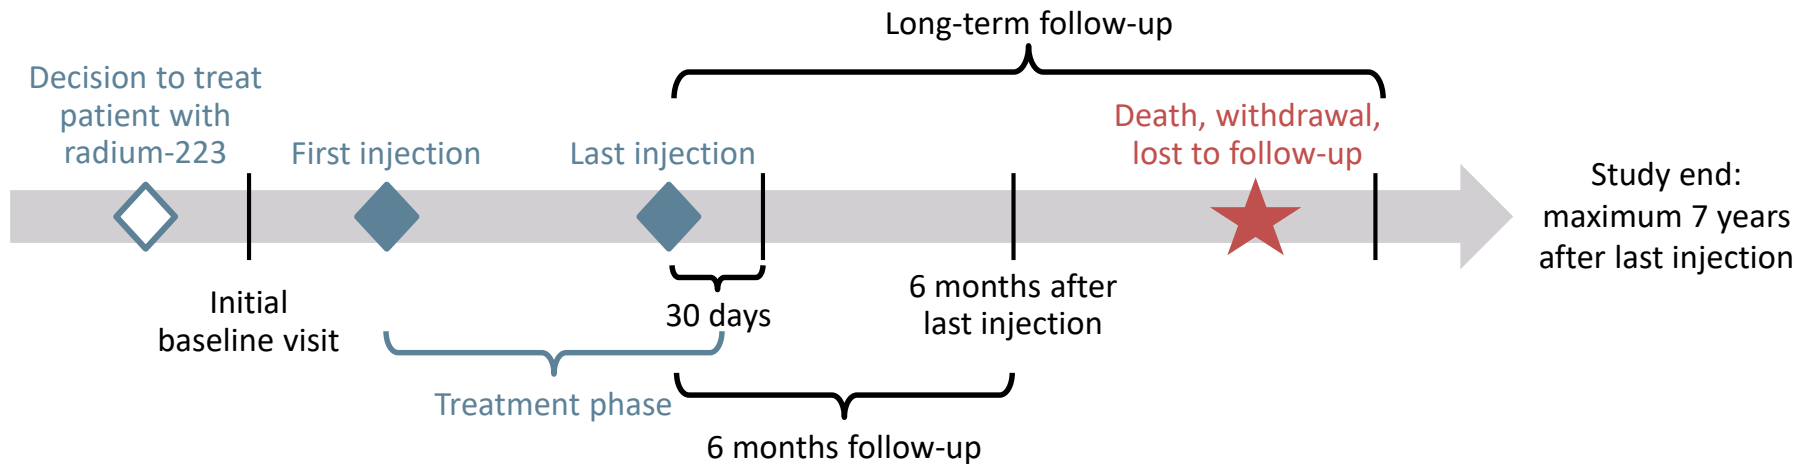 Long-term follow-up
Decision to treat
patient with
radium-223
First injection
Last injection
Death, withdrawal,
lost to follow-up
Study end:
maximum 7 years
after last injection
Initial
baseline visit
30 days
6 months after
last injection
Treatment phase
6 months follow-up